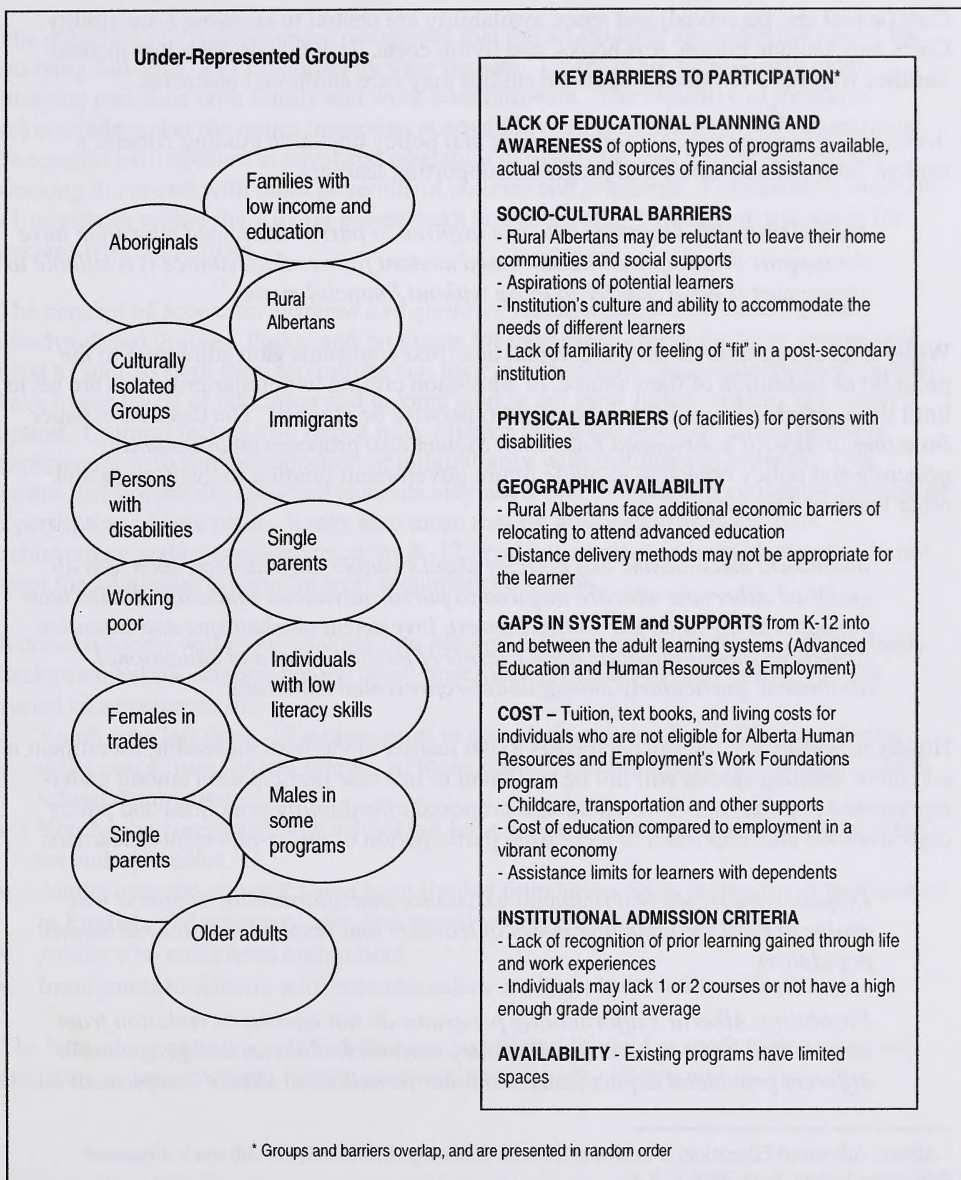 Under-Represented Groups
Families with
low income and
education
Aboriginals
Rural
Albertans
Culturally
Isolated
Groups
Immigrants
Persons
with
disabilities
Single
parents
Working
poor
Individuals
with low
literacy skills
Females in
trades
Males in
some
programs
Single
parents
Older adults
KEY BARRIERS TO PARTICIPATION*
LACK OF EDUCATIONAL PLANNING AND
AWARENESS of options, types of programs available,
actual costs and sources of financial assistance
SOCIO-CULTURAL BARRIERS
- Rural Albertans may be reluctant to leave their home
communities and social supports
- Aspirations of potential learners
- Institution's culture and ability to accommodate the
needs of different learners
- Lack of familiarity or feeling of "fit" in a post-secondary
institution
PHYSICAL BARRIERS (of facilities) for persons with
disabilities
GEOGRAPHIC AVAILABILITY
- Rural Albertans face additional economic barriers of
relocating to attend advanced education
- Distance delivery methods may not be appropriate for
the learner
GAPS IN SYSTEM and SUPPORTS from K-12 into
and between the adult learning systems (Advanced
Education and Human Resources & Employment)
COST – Tuition, text books, and living costs for
individuals who are not eligible for Alberta Human
Resources and Employment's Work Foundations
program
- Childcare, transportation and other supports
- Cost of education compared to employment in a
vibrant economy
- Assistance limits for learners with dependents
INSTITUTIONAL ADMISSION CRITERIA
- Lack of recognition of prior learning gained through life
and work experiences
- Individuals may lack 1 or 2 courses or not have a high
enough grade point average
AVAILABILITY - Existing programs have limited
spaces
* Groups and barriers overlap, and are presented in random order